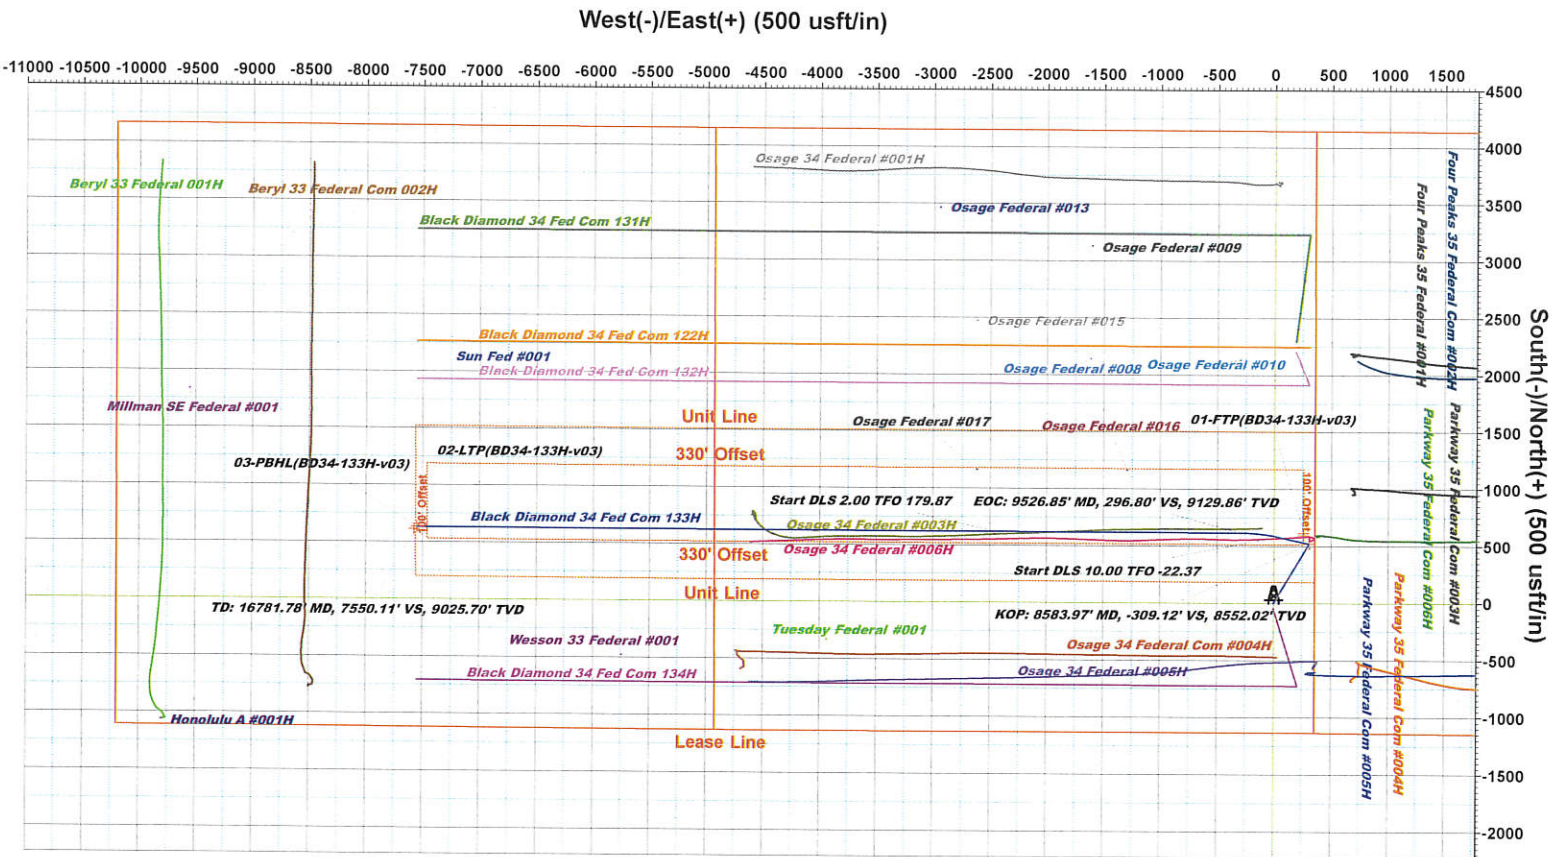 West(-)/East(+) (500 usft/in)
-11000 -10500 -10000 -9500 -9000 -8500 -8000 -7500 -7000 -6500 -6000 -5500 -5000 -4500 -4000 -3500 -3000 -2500 -2000 -1500 -1000 -500 0 500 1000 1500
4500
4000
3500
3000
2500
2000
1500
1000
500
0
-500
-1000
-1500
-2000
South(-)/North(+) (500 usft/in)
Osage 34 Federal #001H
Beryl 33 Federal 001H
Beryl 33 Federal Com 002H
Osage Federal #013
Black Diamond 34 Fed Com 131H
Osage Federal #009
Four Peaks 35 Federal #001H
Four Peaks 35 Federal Com #002H
Osage Federal #015
Black Diamond 34 Fed Com 122H
Sun Fed #001
Black Diamond 34 Fed Com 132H
Osage Federal #008
Osage Federal #010
Millman SE Federal #001
Unit Line
Osage Federal #017
Osage Federal #016
01-FTP(BD34-133H-v03)
02-LTP(BD34-133H-v03)
03-PBHL(BD34-133H-v03)
330' Offset
100' Offset
100' Offset
Start DLS 2.00 TFO 179.87
EOC: 9526.85' MD, 296.80' VS, 9129.86' TVD
Black Diamond 34 Fed Com 133H
Osage 34 Federal #003H
330' Offset
Osage 34 Federal #006H
Start DLS 10.00 TFO -22.37
Unit Line
A
TD: 16781.78' MD, 7550.11' VS, 9025.70' TVD
KOP: 8583.97' MD, -309.12' VS, 8552.02' TVD
Tuesday Federal #001
Wesson 33 Federal #001
Osage 34 Federal Com #004H
Black Diamond 34 Fed Com 134H
Osage 34 Federal #005H
Honolulu A #001H
Lease Line
Parkway 35 Federal Com #006H
Parkway 35 Federal Com #003H
Parkway 35 Federal Com #005H
Parkway 35 Federal Com #004H